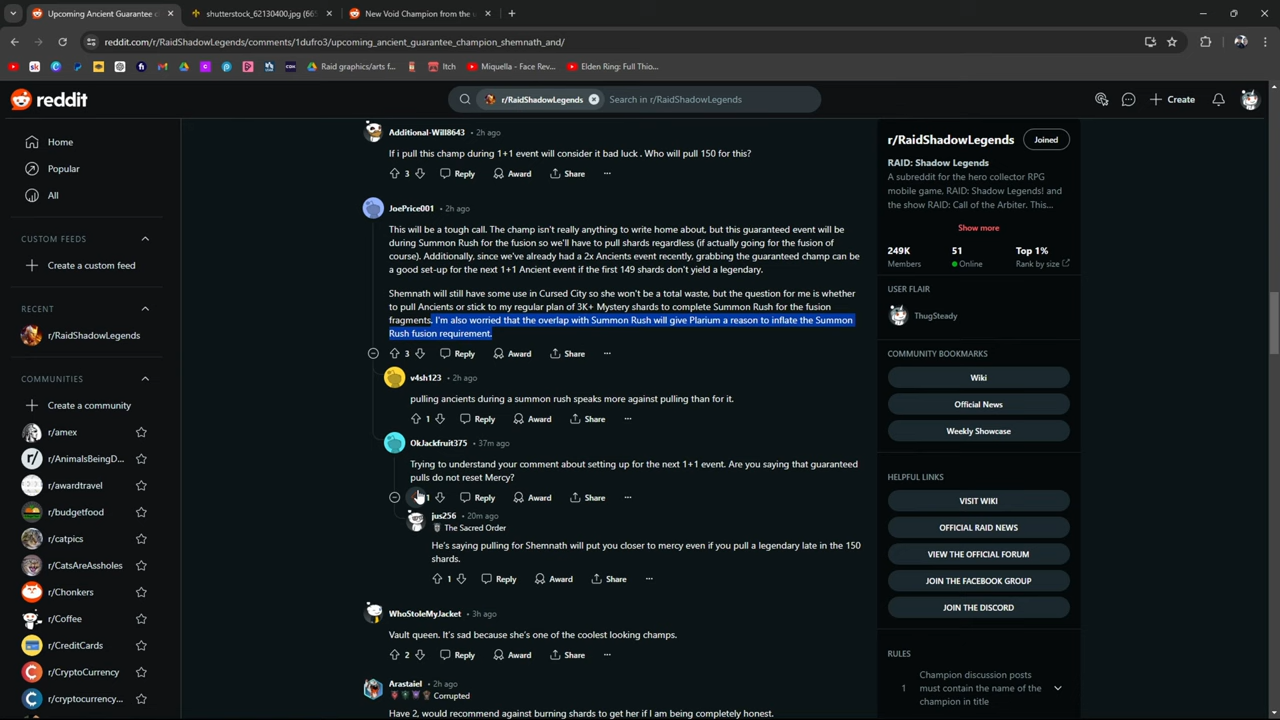 Upcoming Ancient Guarantee c
shutterstock_62130400.jpg (665
New Void Champion from the u
reddit.com/r/RaidShadowLegends/comments/1dufro3/upcoming_ancient_guarantee_champion_shemnath_and/
Raid graphics/arts f...
Itch
Miquella - Face Rev...
Elden Ring: Full Thio...
reddit
r/RaidShadowLegends
Search in r/RaidShadowLegends
Create
Home
Popular
All
CUSTOM FEEDS
Create a custom feed
RECENT
r/RaidShadowLegends
COMMUNITIES
Create a community
r/amex
r/AnimalsBeingD...
r/awardtravel
r/budgetfood
r/catpics
r/CatsAreAssholes
r/Chonkers
r/Coffee
r/CreditCards
r/CryptoCurrency
r/cryptocurrency...
Additional-Will8643 • 2h ago
If i pull this champ during 1+1 event will consider it bad luck . Who will pull 150 for this?
3 Reply Award Share ...
JoePrice001 • 2h ago
This will be a tough call. The champ isn't really anything to write home about, but this guaranteed event will be
during Summon Rush for the fusion so we'll have to pull shards regardless (if actually going for the fusion of
course). Additionally, since we've already had a 2x Ancients event recently, grabbing the guaranteed champ can be
a good set-up for the next 1+1 Ancient event if the first 149 shards don't yield a legendary.
Shemnath will still have some use in Cursed City so she won't be a total waste, but the question for me is whether
to pull Ancients or stick to my regular plan of 3K+ Mystery shards to complete Summon Rush for the fusion
fragments. I'm also worried that the overlap with Summon Rush will give Plarium a reason to inflate the Summon
Rush fusion requirement.
3 Reply Award Share ...
v4sh123 • 2h ago
pulling ancients during a summon rush speaks more against pulling than for it.
1 Reply Award Share ...
OkJackfruit375 • 37m ago
Trying to understand your comment about setting up for the next 1+1 event. Are you saying that guaranteed
pulls do not reset Mercy?
1 Reply Award Share ...
jus256 • 20m ago
The Sacred Order
He's saying pulling for Shemnath will put you closer to mercy even if you pull a legendary late in the 150
shards.
1 Reply Award Share ...
WhoStoleMyJacket • 3h ago
Vault queen. It's sad because she's one of the coolest looking champs.
2 Reply Award Share ...
Arastaiel • 2h ago
Corrupted
Have 2, would recommend against burning shards to get her if I am being completely honest.
r/RaidShadowLegends
Joined
RAID: Shadow Legends
A subreddit for the hero collector RPG
mobile game, RAID: Shadow Legends! and
the show RAID: Call of the Arbiter. This...
Show more
249K 51 Top 1%
Members Online Rank by size
USER FLAIR
ThugSteady
COMMUNITY BOOKMARKS
Wiki
Official News
Weekly Showcase
HELPFUL LINKS
VISIT WIKI
OFFICIAL RAID NEWS
VIEW THE OFFICIAL FORUM
JOIN THE FACEBOOK GROUP
JOIN THE DISCORD
RULES
1 Champion discussion posts
must contain the name of the
champion in title